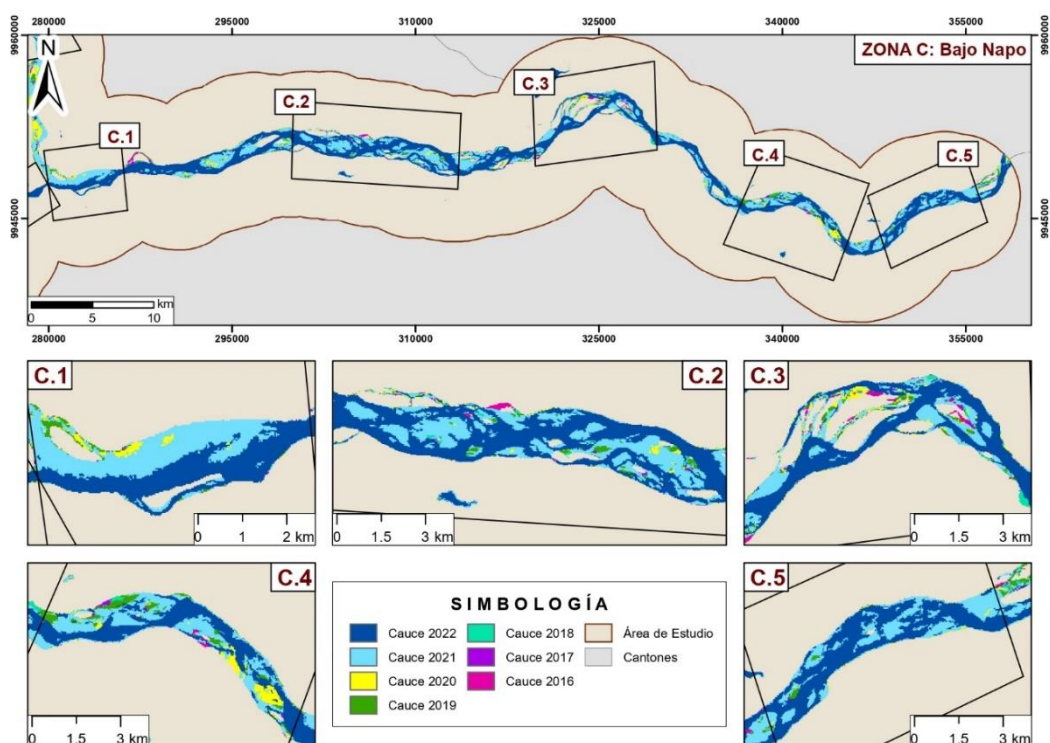 280000 295000 310000 325000 340000 355000
9960000 9960000
ZONA C: Bajo Napo
N
C.3
C.2
C.1
C.4 C.5
9945000 9945000
km
0 5 10
280000 295000 310000 325000 340000 355000
C.1 C.2 C.3
0 1 2 km 0 1.5 3 km 0 1.5 3 km
C.4 C.5
SIMBOLOGÍA
Cauce 2022 Cauce 2018 Área de Estudio
Cauce 2021 Cauce 2017 Cantones
Cauce 2020 Cauce 2016
Cauce 2019
0 1.5 3 km 0 1.5 3 km